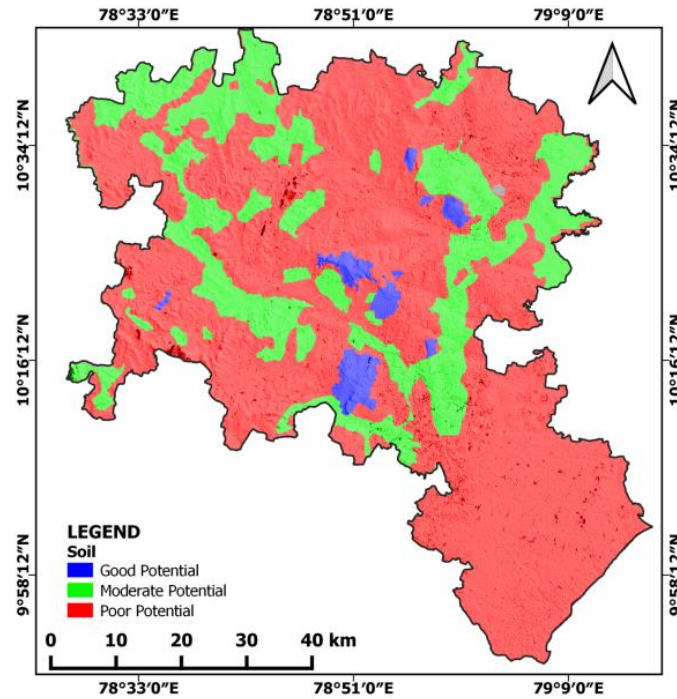 78°33′0″E 78°51′0″E 79°9′0″E
10°34′12″N 10°34′12″N
10°16′12″N 10°16′12″N
9°58′12″N 9°58′12″N
LEGEND
Soil
Good Potential
Moderate Potential
Poor Potential
0 10 20 30 40 km
78°33′0″E 78°51′0″E 79°9′0″E